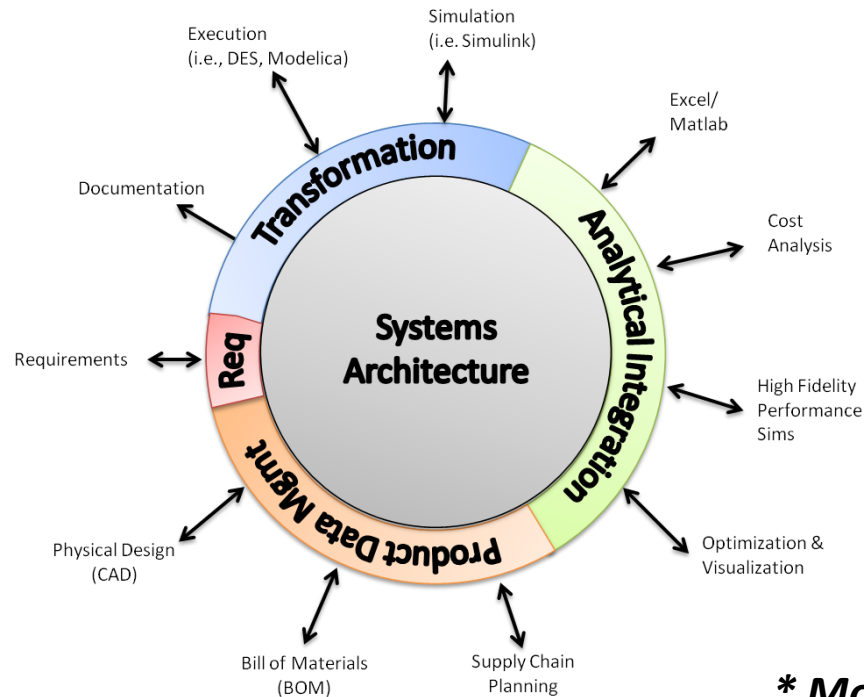 Simulation
(i.e. Simulink)
Execution
(i.e., DES, Modelica)
Excel/
Matlab
Documentation
Transformation
Cost
Analysis
Analytical Integration
Systems
Architecture
Req
Requirements
High Fidelity
Performance
Sims
Product Data Mgmt
Physical Design
(CAD)
Optimization &
Visualization
Bill of Materials
(BOM)
Supply Chain
Planning